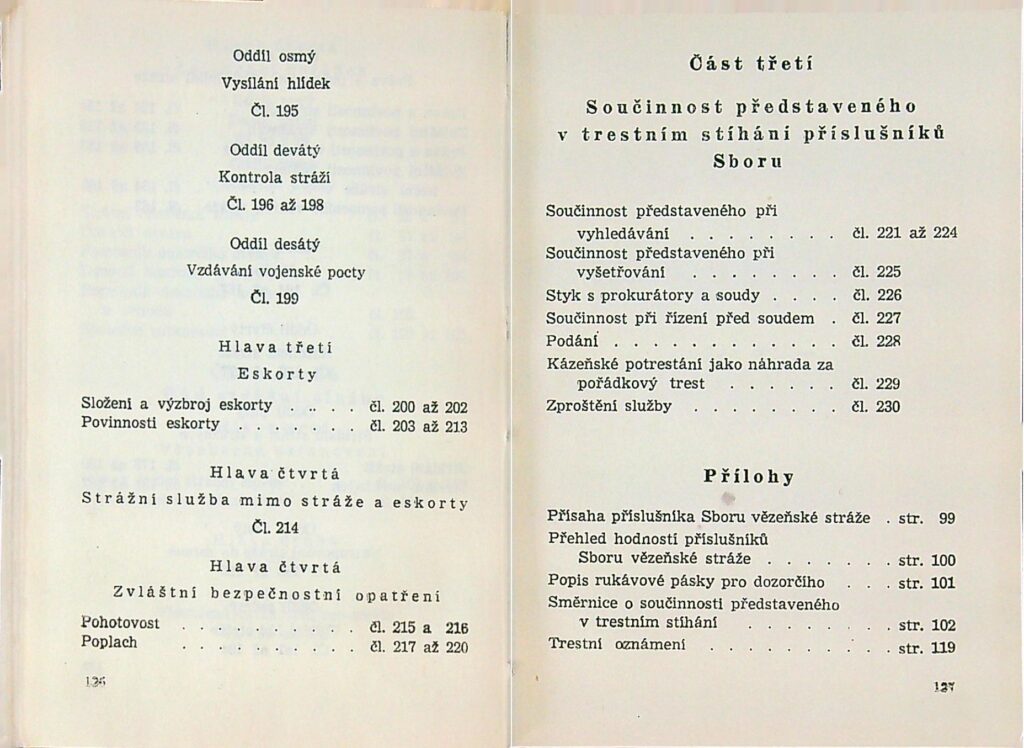 Oddíl osmý
Vysílání hlídek
Čl. 195
Oddíl devátý
Kontrola stráží
Čl. 196 až 198
Oddíl desátý
Vzdávání vojenské pocty
Čl. 199
Hlava třetí
Eskorty
Složení a výzbroj eskorty . . . . čl. 200 až 202
Povinnosti eskorty . . . . . . . čl. 203 až 213
Hlava čtvrtá
Strážní služba mimo stráže a eskorty
Čl. 214
Hlava čtvrtá
Zvláštní bezpečnostní opatření
Pohotovost . . . . . . . . . . čl. 215 a 216
Poplach . . . . . . . . . . čl. 217 až 220
126
Část třetí
Součinnost představeného
v trestním stíhání příslušníků
Sboru
Součinnost představeného při
vyhledávání . . . . . . . . čl. 221 až 224
Součinnost představeného při
vyšetřování . . . . . . . . čl. 225
Styk s prokurátory a soudy . . . . čl. 226
Součinnost při řízení před soudem . čl. 227
Podání . . . . . . . . . . . . čl. 228
Kázeňské potrestání jako náhrada za
pořádkový trest . . . . . . čl. 229
Zproštění služby . . . . . . . . čl. 230
Přílohy
Přísaha příslušníka Sboru vězeňské stráže . str. 99
Přehled hodností příslušníků
Sboru vězeňské stráže . . . . . . . str. 100
Popis rukávové pásky pro dozorčího . . . str. 101
Směrnice o součinnosti představeného
v trestním stíhání . . . . . . . str. 102
Trestní oznámení . . . . . . . . . str. 119
127